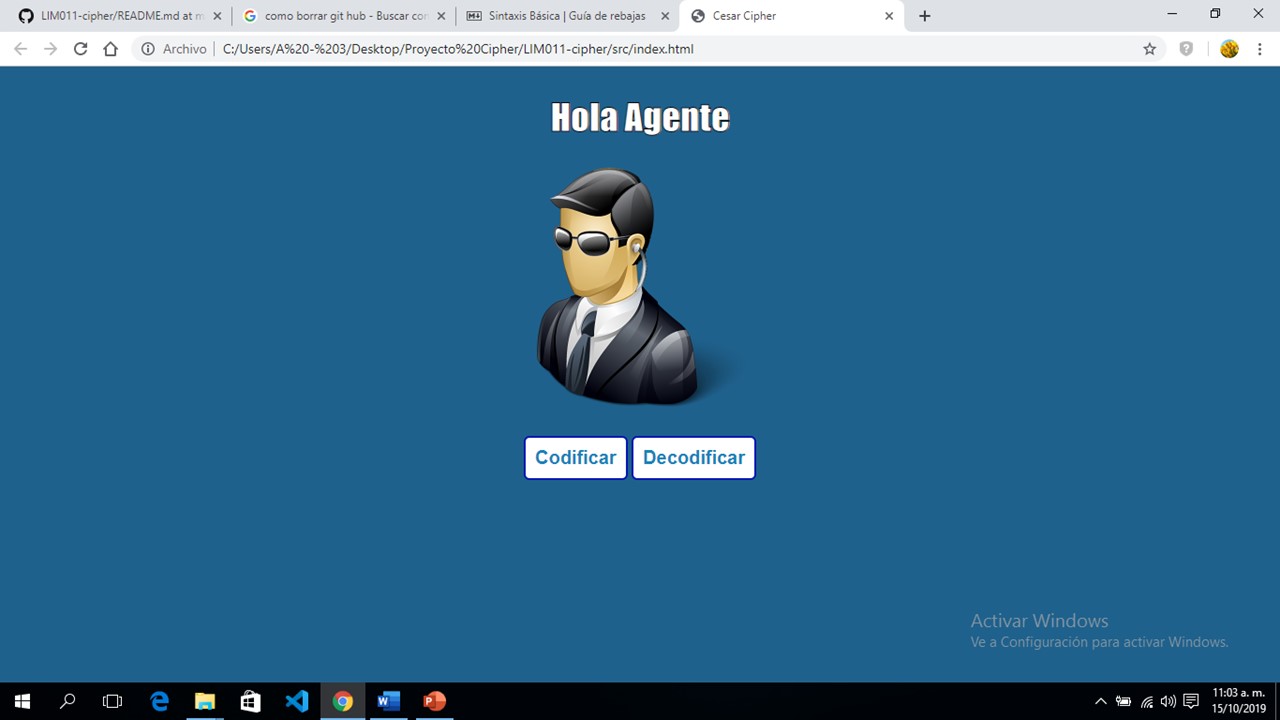 LIM011-cipher/README.md at m
como borrar git hub - Buscar con
Sintaxis Básica | Guía de rebajas
Cesar Cipher
Archivo
C:/Users/A%20-%203/Desktop/Proyecto%20Cipher/LIM011-cipher/src/index.html
Hola Agente
Codificar
Decodificar
Activar Windows
Ve a Configuración para activar Windows.
11:03 a. m.
15/10/2019